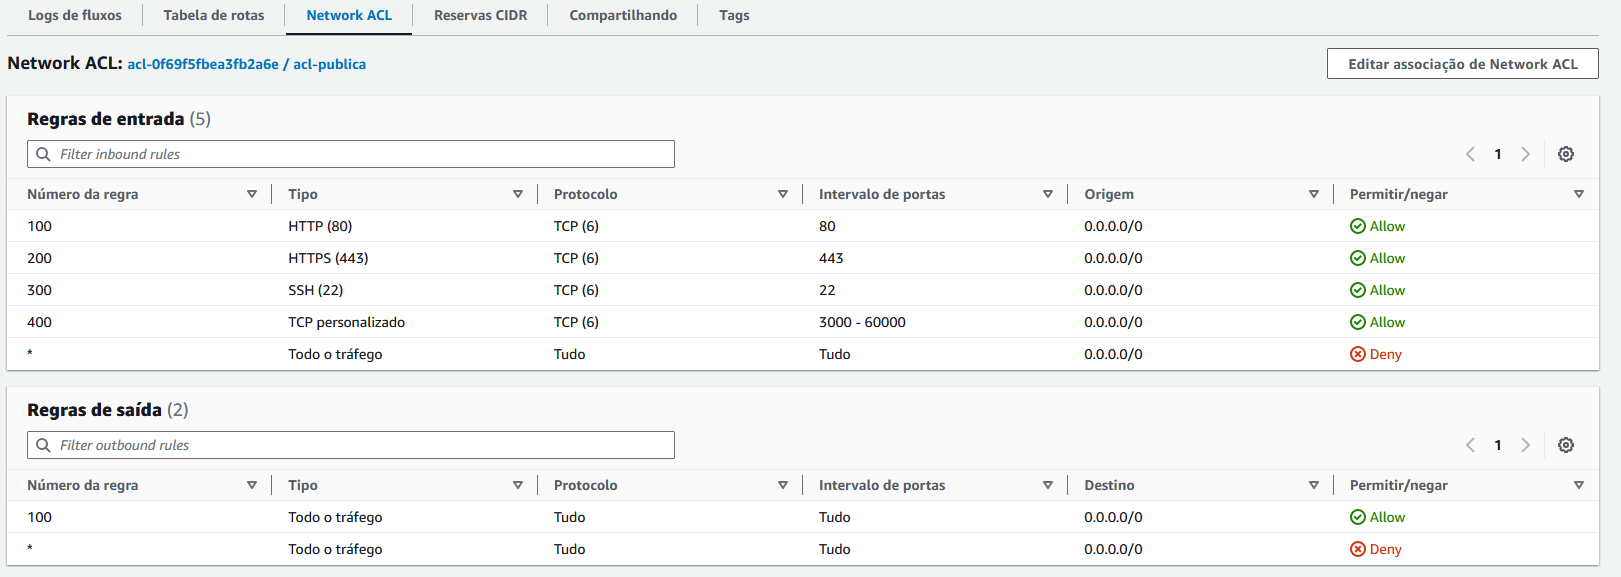 Logs de fluxos Tabela de rotas Network ACL Reservas CIDR Compartilhando Tags
Network ACL: acl-0f69f5fbea3fb2a6e / acl-publica Editar associação de Network ACL
Regras de entrada (5)
Filter inbound rules 1
Número da regra Tipo Protocolo Intervalo de portas Origem Permitir/negar
100 HTTP (80) TCP (6) 80 0.0.0.0/0 Allow
200 HTTPS (443) TCP (6) 443 0.0.0.0/0 Allow
300 SSH (22) TCP (6) 22 0.0.0.0/0 Allow
400 TCP personalizado TCP (6) 3000 - 60000 0.0.0.0/0 Allow
* Todo o tráfego Tudo Tudo 0.0.0.0/0 Deny
Regras de saída (2)
Filter outbound rules 1
Número da regra Tipo Protocolo Intervalo de portas Destino Permitir/negar
100 Todo o tráfego Tudo Tudo 0.0.0.0/0 Allow
* Todo o tráfego Tudo Tudo 0.0.0.0/0 Deny